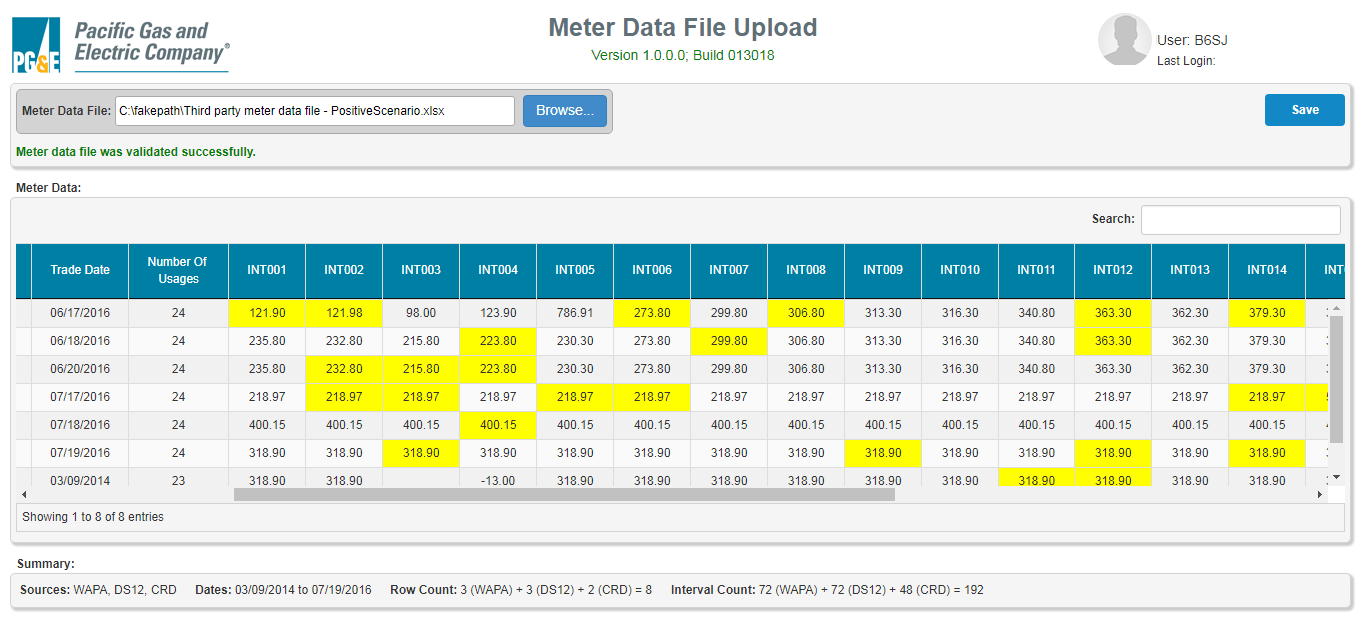 Pacific Gas and
Electric Company®
PG&E
Meter Data File Upload
Version 1.0.0.0; Build 013018
User: B6SJ
Last Login:
Meter Data File: C:\fakepath\Third party meter data file - PositiveScenario.xlsx Browse... Save
Meter data file was validated successfully.
Meter Data:
Search:
Trade Date Number Of Usages INT001 INT002 INT003 INT004 INT005 INT006 INT007 INT008 INT009 INT010 INT011 INT012 INT013 INT014 INT
06/17/2016 24 121.90 121.98 98.00 123.90 786.91 273.80 299.80 306.80 313.30 316.30 340.80 363.30 362.30 379.30
06/18/2016 24 235.80 232.80 215.80 223.80 230.30 273.80 299.80 306.80 313.30 316.30 340.80 363.30 362.30 379.30
06/20/2016 24 235.80 232.80 215.80 223.80 230.30 273.80 299.80 306.80 313.30 316.30 340.80 363.30 362.30 379.30
07/17/2016 24 218.97 218.97 218.97 218.97 218.97 218.97 218.97 218.97 218.97 218.97 218.97 218.97 218.97 218.97
07/18/2016 24 400.15 400.15 400.15 400.15 400.15 400.15 400.15 400.15 400.15 400.15 400.15 400.15 400.15 400.15
07/19/2016 24 318.90 318.90 318.90 318.90 318.90 318.90 318.90 318.90 318.90 318.90 318.90 318.90 318.90 318.90
03/09/2014 23 318.90 318.90 -13.00 318.90 318.90 318.90 318.90 318.90 318.90 318.90 318.90 318.90 318.90
Showing 1 to 8 of 8 entries
Summary:
Sources: WAPA, DS12, CRD Dates: 03/09/2014 to 07/19/2016 Row Count: 3 (WAPA) + 3 (DS12) + 2 (CRD) = 8 Interval Count: 72 (WAPA) + 72 (DS12) + 48 (CRD) = 192